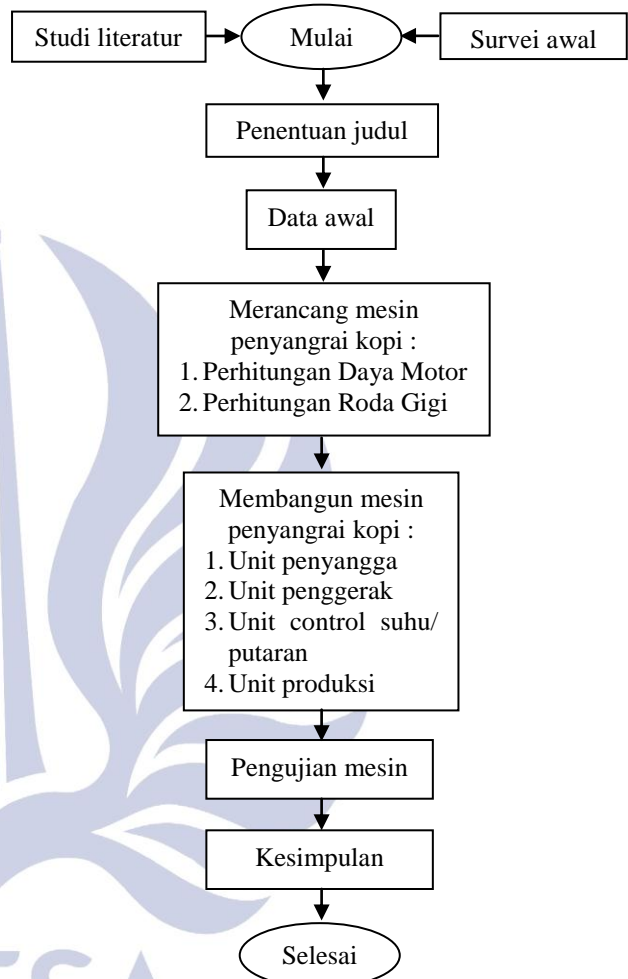 Studi literatur
Mulai
Survei awal
Penentuan judul
Data awal
Merancang mesin
penyangrai kopi :
1. Perhitungan Daya Motor
2. Perhitungan Roda Gigi
Membangun mesin
penyangrai kopi :
1. Unit penyangga
2. Unit penggerak
3. Unit control suhu/
putaran
4. Unit produksi
Pengujian mesin
Kesimpulan
Selesai
ESA